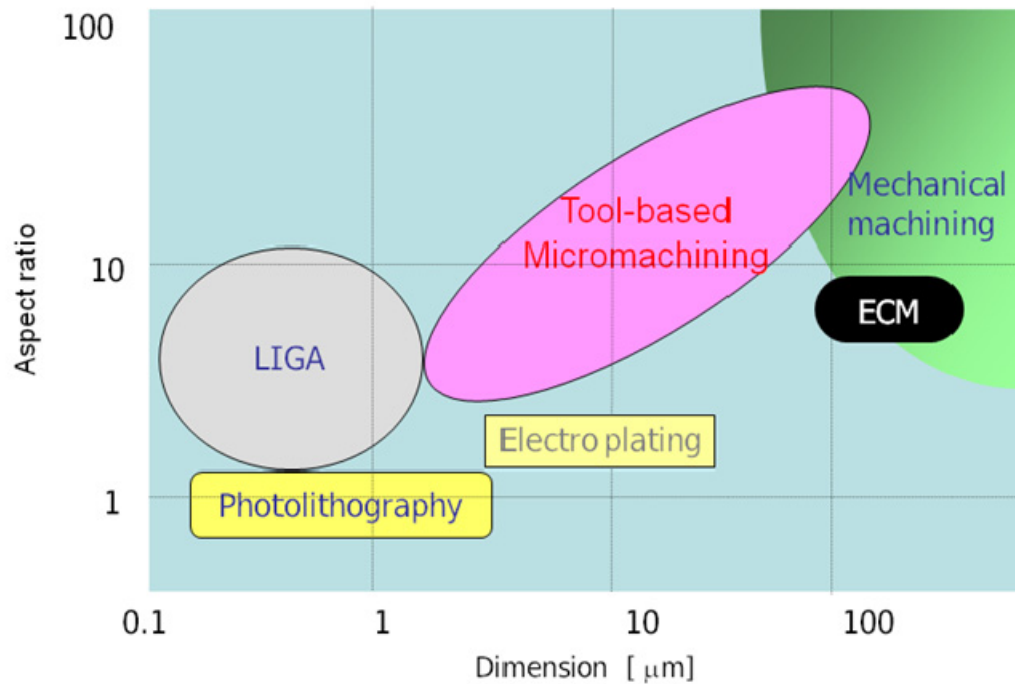 100
Mechanical
machining
Tool-based
Micromachining
10
ECM
LIGA
Electro plating
Photolithography
1
Aspect ratio
0.1
1
10
100
Dimension [ μm]